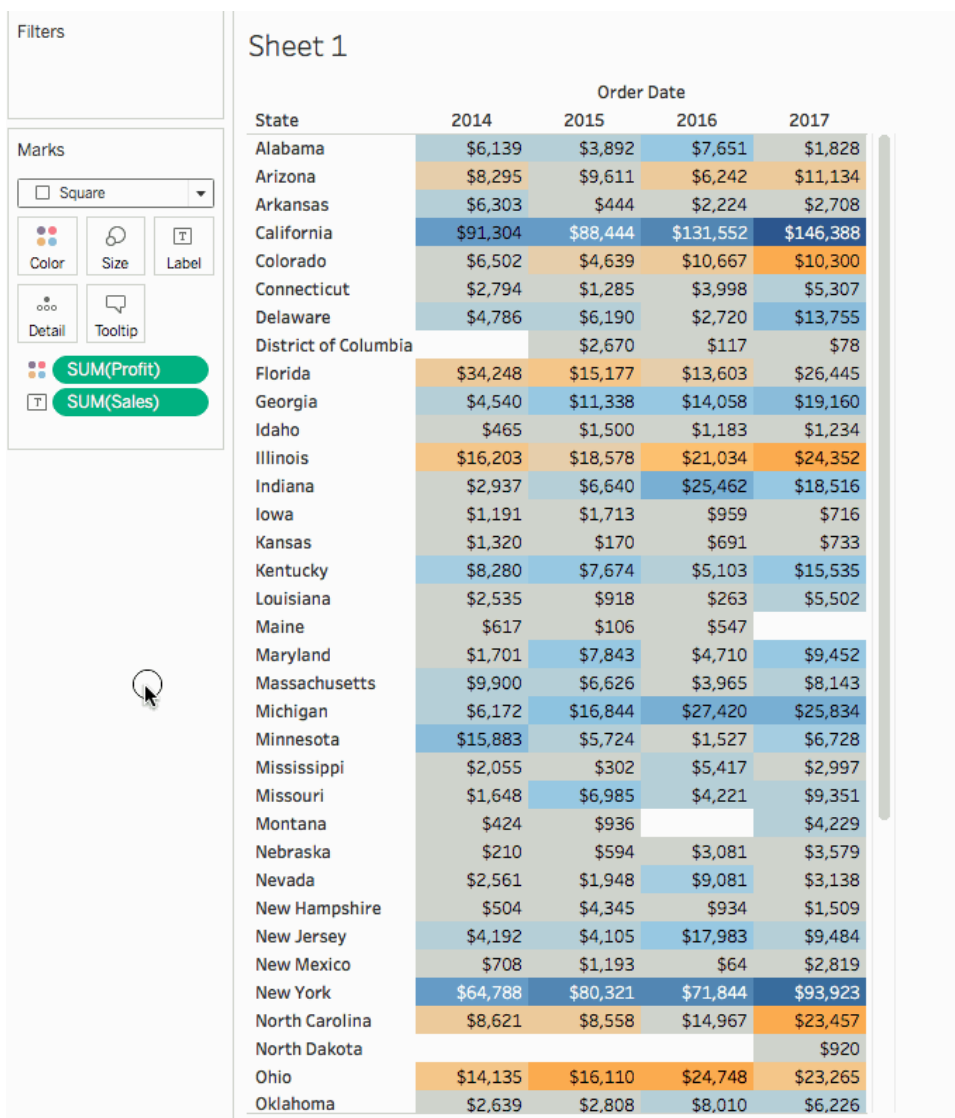 Filters
Marks
Square
Color Size Label
Detail Tooltip
SUM(Profit)
SUM(Sales)
Sheet 1
Order Date
State 2014 2015 2016 2017
Alabama $6,139 $3,892 $7,651 $1,828
Arizona $8,295 $9,611 $6,242 $11,134
Arkansas $6,303 $444 $2,224 $2,708
California $91,304 $88,444 $131,552 $146,388
Colorado $6,502 $4,639 $10,667 $10,300
Connecticut $2,794 $1,285 $3,998 $5,307
Delaware $4,786 $6,190 $2,720 $13,755
District of Columbia $2,670 $117 $78
Florida $34,248 $15,177 $13,603 $26,445
Georgia $4,540 $11,338 $14,058 $19,160
Idaho $465 $1,500 $1,183 $1,234
Illinois $16,203 $18,578 $21,034 $24,352
Indiana $2,937 $6,640 $25,462 $18,516
Iowa $1,191 $1,713 $959 $716
Kansas $1,320 $170 $691 $733
Kentucky $8,280 $7,674 $5,103 $15,535
Louisiana $2,535 $918 $263 $5,502
Maine $617 $106 $547
Maryland $1,701 $7,843 $4,710 $9,452
Massachusetts $9,900 $6,626 $3,965 $8,143
Michigan $6,172 $16,844 $27,420 $25,834
Minnesota $15,883 $5,724 $1,527 $6,728
Mississippi $2,055 $302 $5,417 $2,997
Missouri $1,648 $6,985 $4,221 $9,351
Montana $424 $936 $4,229
Nebraska $210 $594 $3,081 $3,579
Nevada $2,561 $1,948 $9,081 $3,138
New Hampshire $504 $4,345 $934 $1,509
New Jersey $4,192 $4,105 $17,983 $9,484
New Mexico $708 $1,193 $64 $2,819
New York $64,788 $80,321 $71,844 $93,923
North Carolina $8,621 $8,558 $14,967 $23,457
North Dakota $920
Ohio $14,135 $16,110 $24,748 $23,265
Oklahoma $2,639 $2,808 $8,010 $6,226